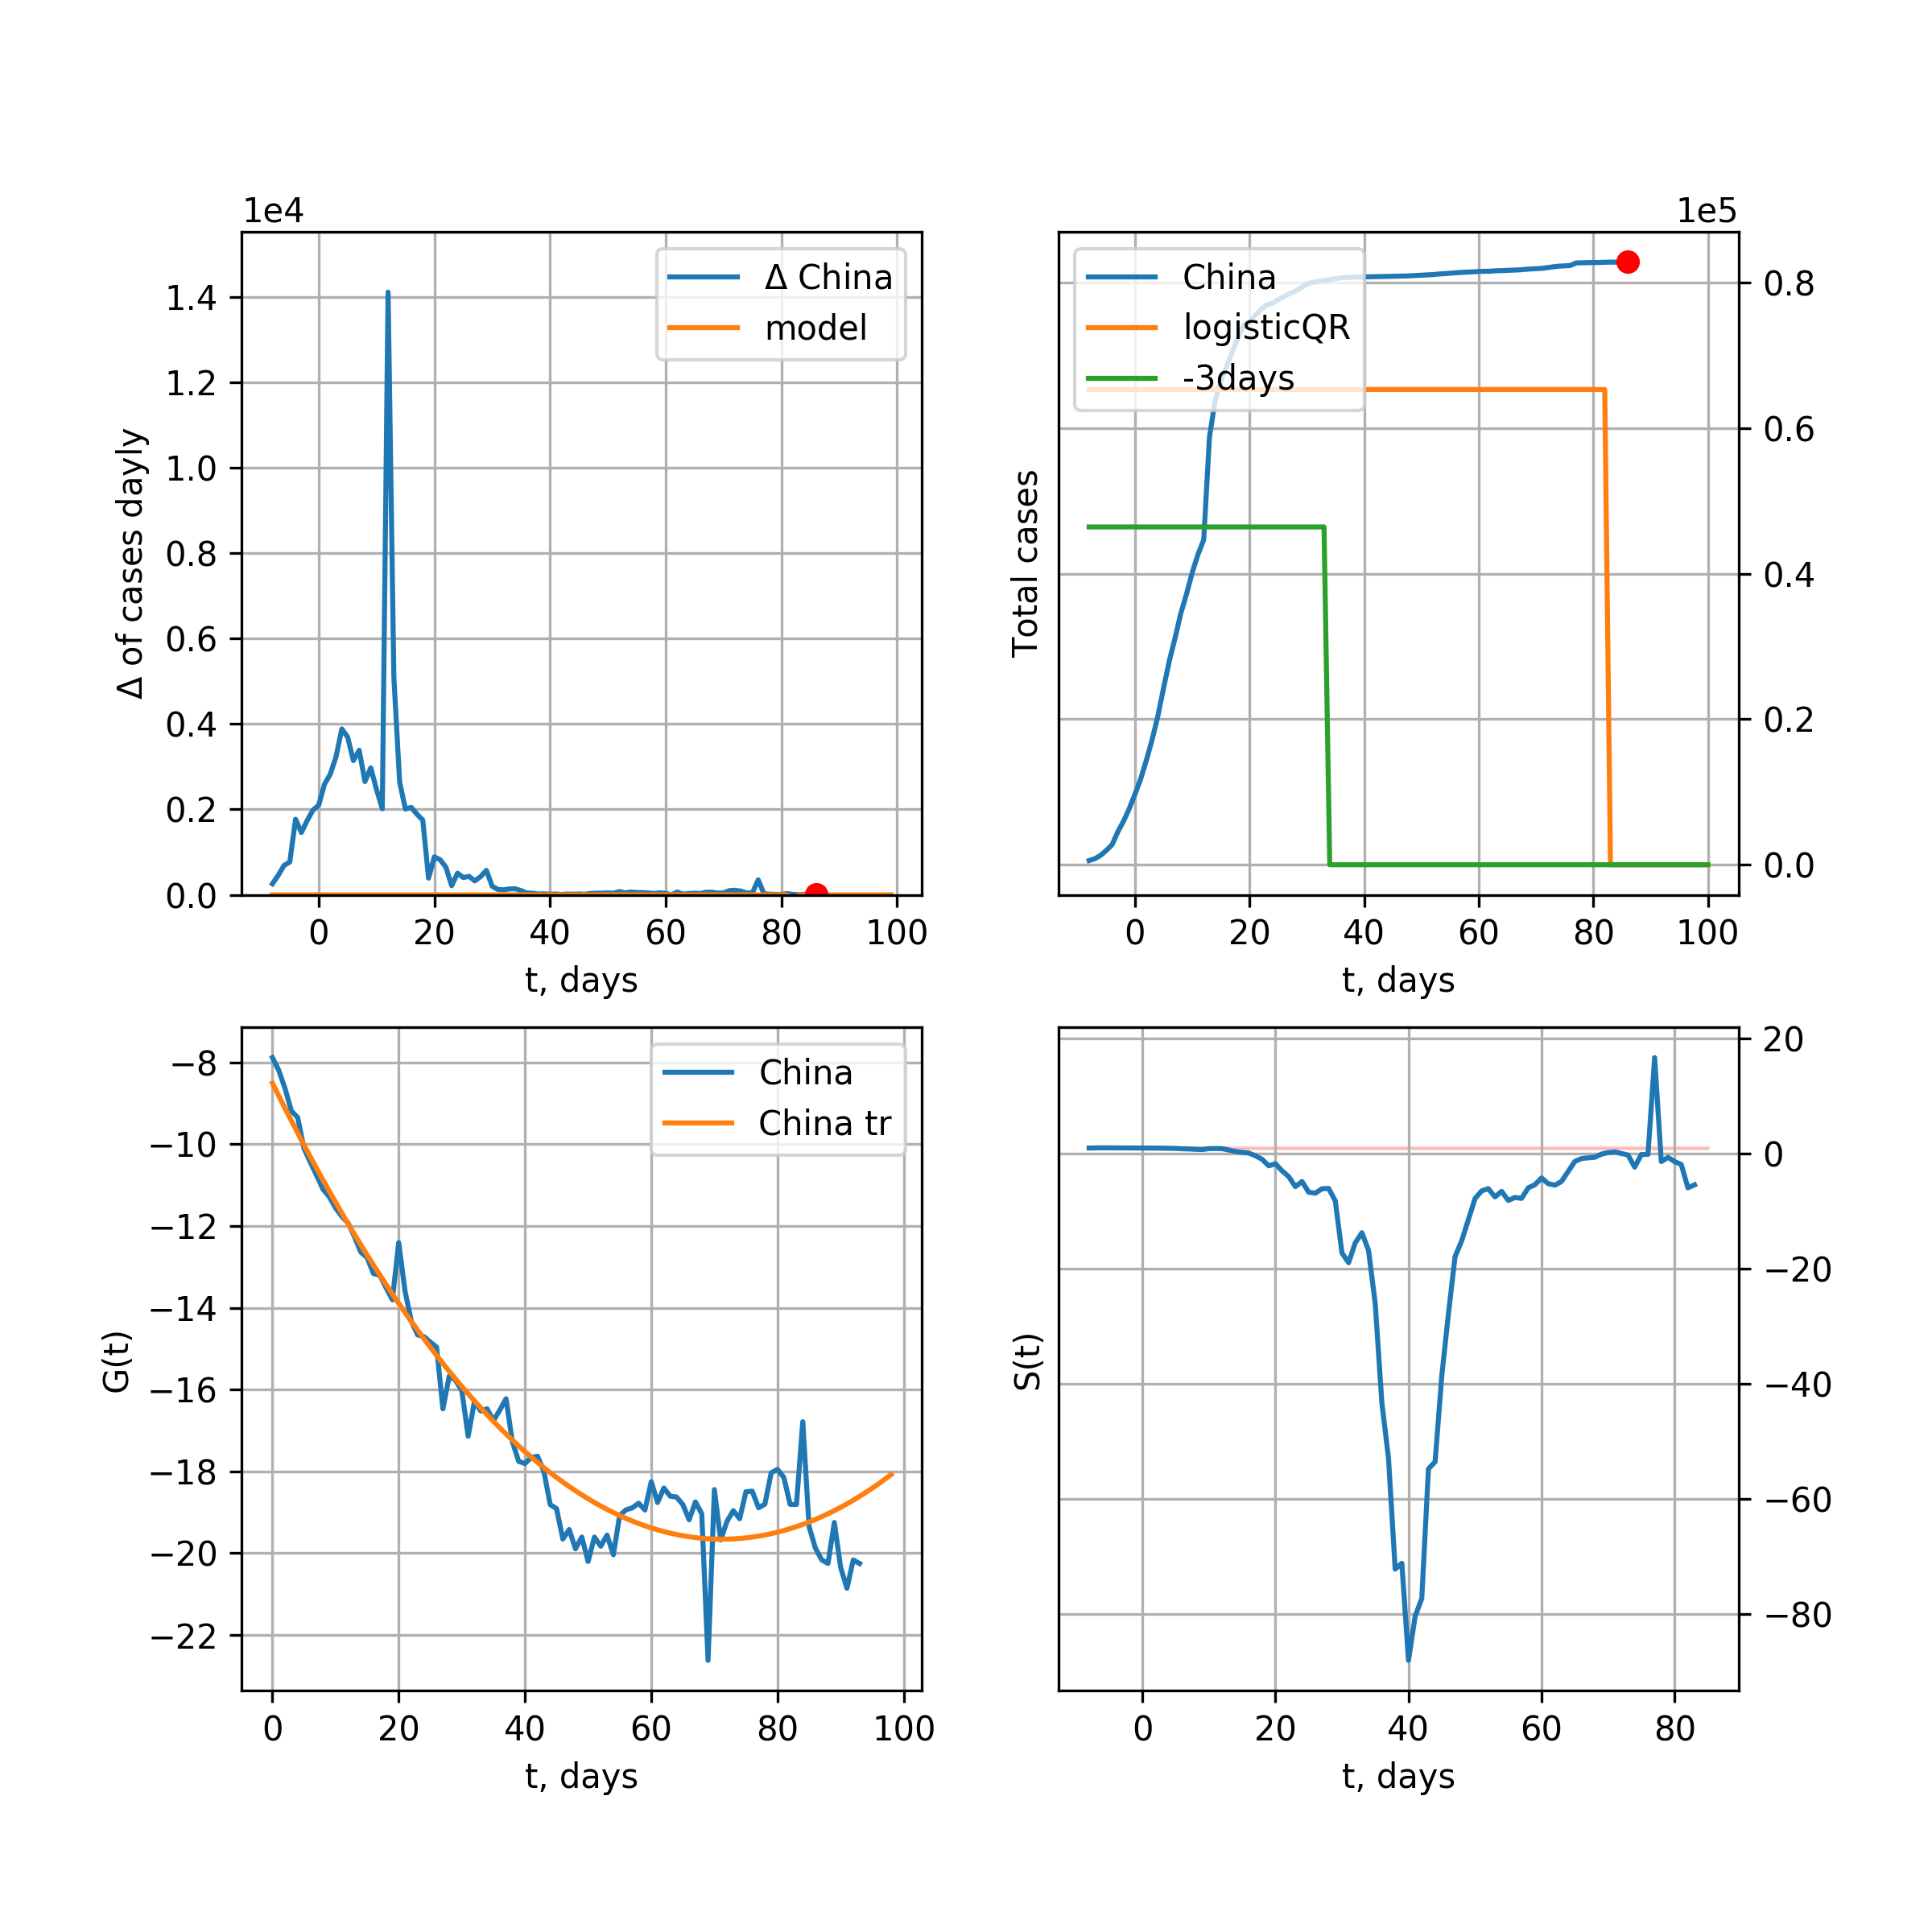 1e4
Δ China
model
1.4
1.2
1.0
0.8
0.6
0.4
0.2
0.0
Δ of cases dayly
0
20
40
60
80
100
t, days
1e5
China
logisticQR
-3days
Total cases
0.8
0.6
0.4
0.2
0.0
0
20
40
60
80
100
t, days
China
China tr
−8
−10
−12
−14
−16
−18
−20
−22
G(t)
0
20
40
60
80
100
t, days
S(t)
20
0
−20
−40
−60
−80
0
20
40
60
80
t, days